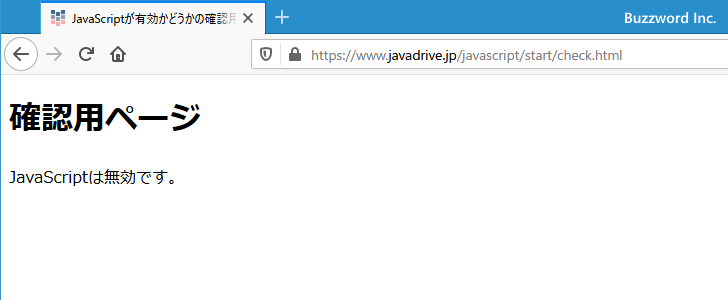 JavaScriptが有効かどうかの確認用
Buzzword Inc.
https://www.javadrive.jp/javascript/start/check.html
確認用ページ
JavaScriptは無効です。